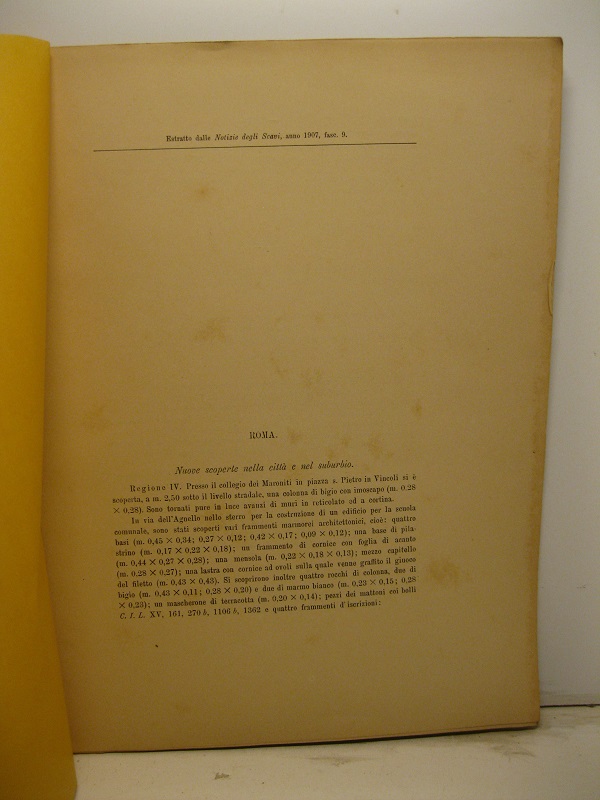 Estratto dalle Notizie degli Scavi, anno 1907, fasc. 9.
ROMA.
Nuove scoperte nella città e nel suburbio.
Regione IV. Presso il collegio dei Maroniti in piazza s. Pietro in Vincoli si è
scoperta, a m. 2,50 sotto il livello stradale, una colonna di bigio con imoscapo (m. 0.28
× 0,28). Sono tornati pure in luce avanzi di muri in reticolato ed a cortina.
In via dell'Agnello nello sterro per la costruzione di un edificio per la scuola
comunale, sono stati scoperti vari frammenti marmorei architettonici, cioè: quattro
basi (m. 0,45 × 0,34; 0,27 × 0,12; 0,42 × 0,17; 0,09 × 0,12); una base di pila-
strino (m. 0,17 × 0,22 × 0,18); un frammento di cornice con foglia di acanto
(m. 0,44 × 0,27 × 0,28); una mensola (m. 0,22 × 0,18 × 0,13); mezzo capitello
(m. 0.28 × 0.27); una lastra con cornice ad ovoli sulla quale venne graffito il giuoco
del filetto (m. 0,43 × 0,43). Si scoprirono inoltre quattro rocchi di colonna, due di
bigio (m. 0,43 × 0,11; 0,28 × 0,20) e due di marmo bianco (m. 0,23 × 0,15; 0,28
× 0,23); un mascherone di terracotta (m. 0,20 × 0,14); pezzi dei mattoni coi bolli
C. I. L. XV, 161, 279 b, 1106 b, 1362 e quattro frammenti d'iscrizioni: